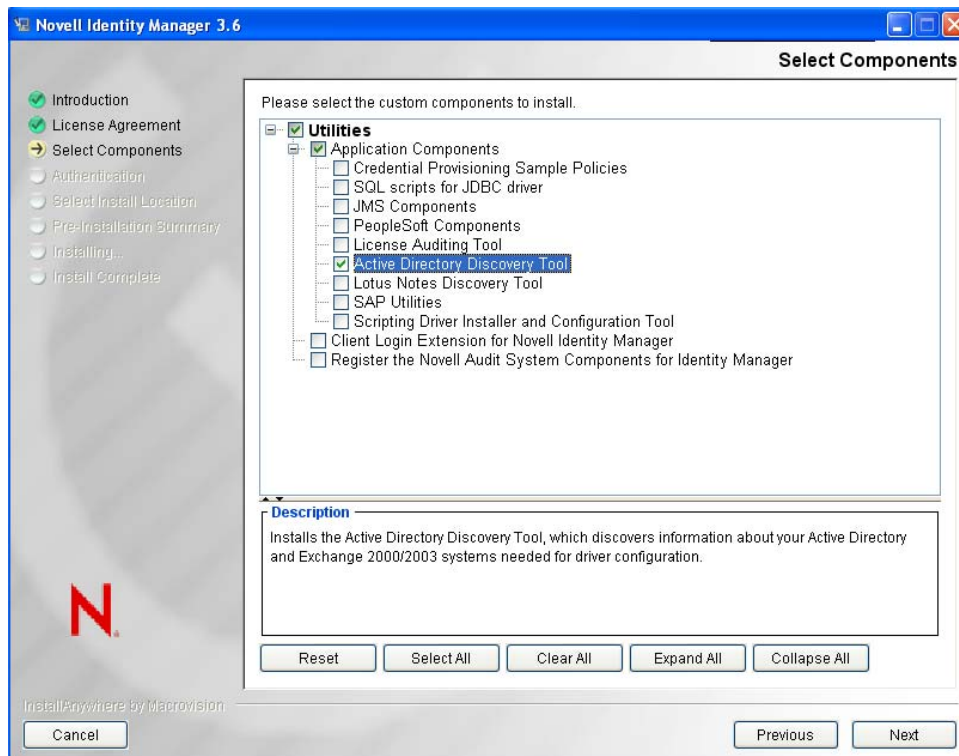 Novell Identity Manager 3.6
Select Components
Introduction
License Agreement
Select Components
Authentication
Select Install Location
Pre-Installation Summary
Installing...
Install Complete
Please select the custom components to install.
Utilities
Application Components
Credential Provisioning Sample Policies
SQL scripts for JDBC driver
JMS Components
PeopleSoft Components
License Auditing Tool
Active Directory Discovery Tool
Lotus Notes Discovery Tool
SAP Utilities
Scripting Driver Installer and Configuration Tool
Client Login Extension for Novell Identity Manager
Register the Novell Audit System Components for Identity Manager
Description
Installs the Active Directory Discovery Tool, which discovers information about your Active Directory
and Exchange 2000/2003 systems needed for driver configuration.
N
Reset Select All Clear All Expand All Collapse All
InstallAnywhere by Macrovision
Cancel Previous Next